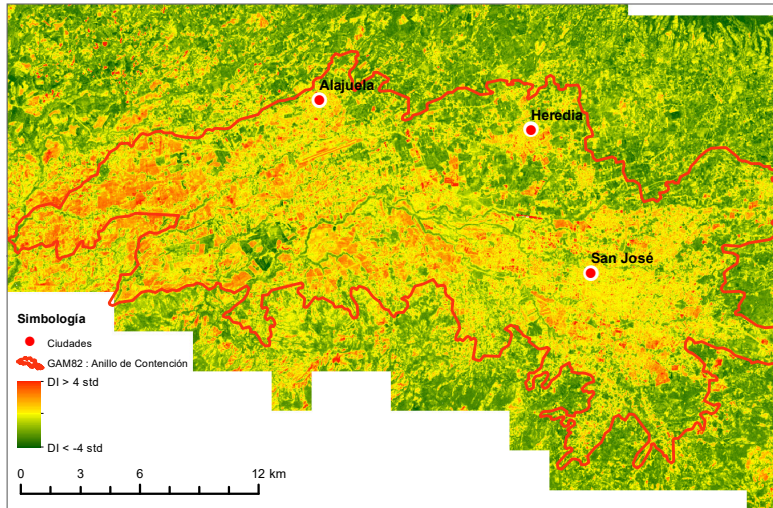 Alajuela
Heredia
San José
Simbología
Ciudades
GAM82 : Anillo de Contención
DI > 4 std
DI < -4 std
0 3 6 12 km